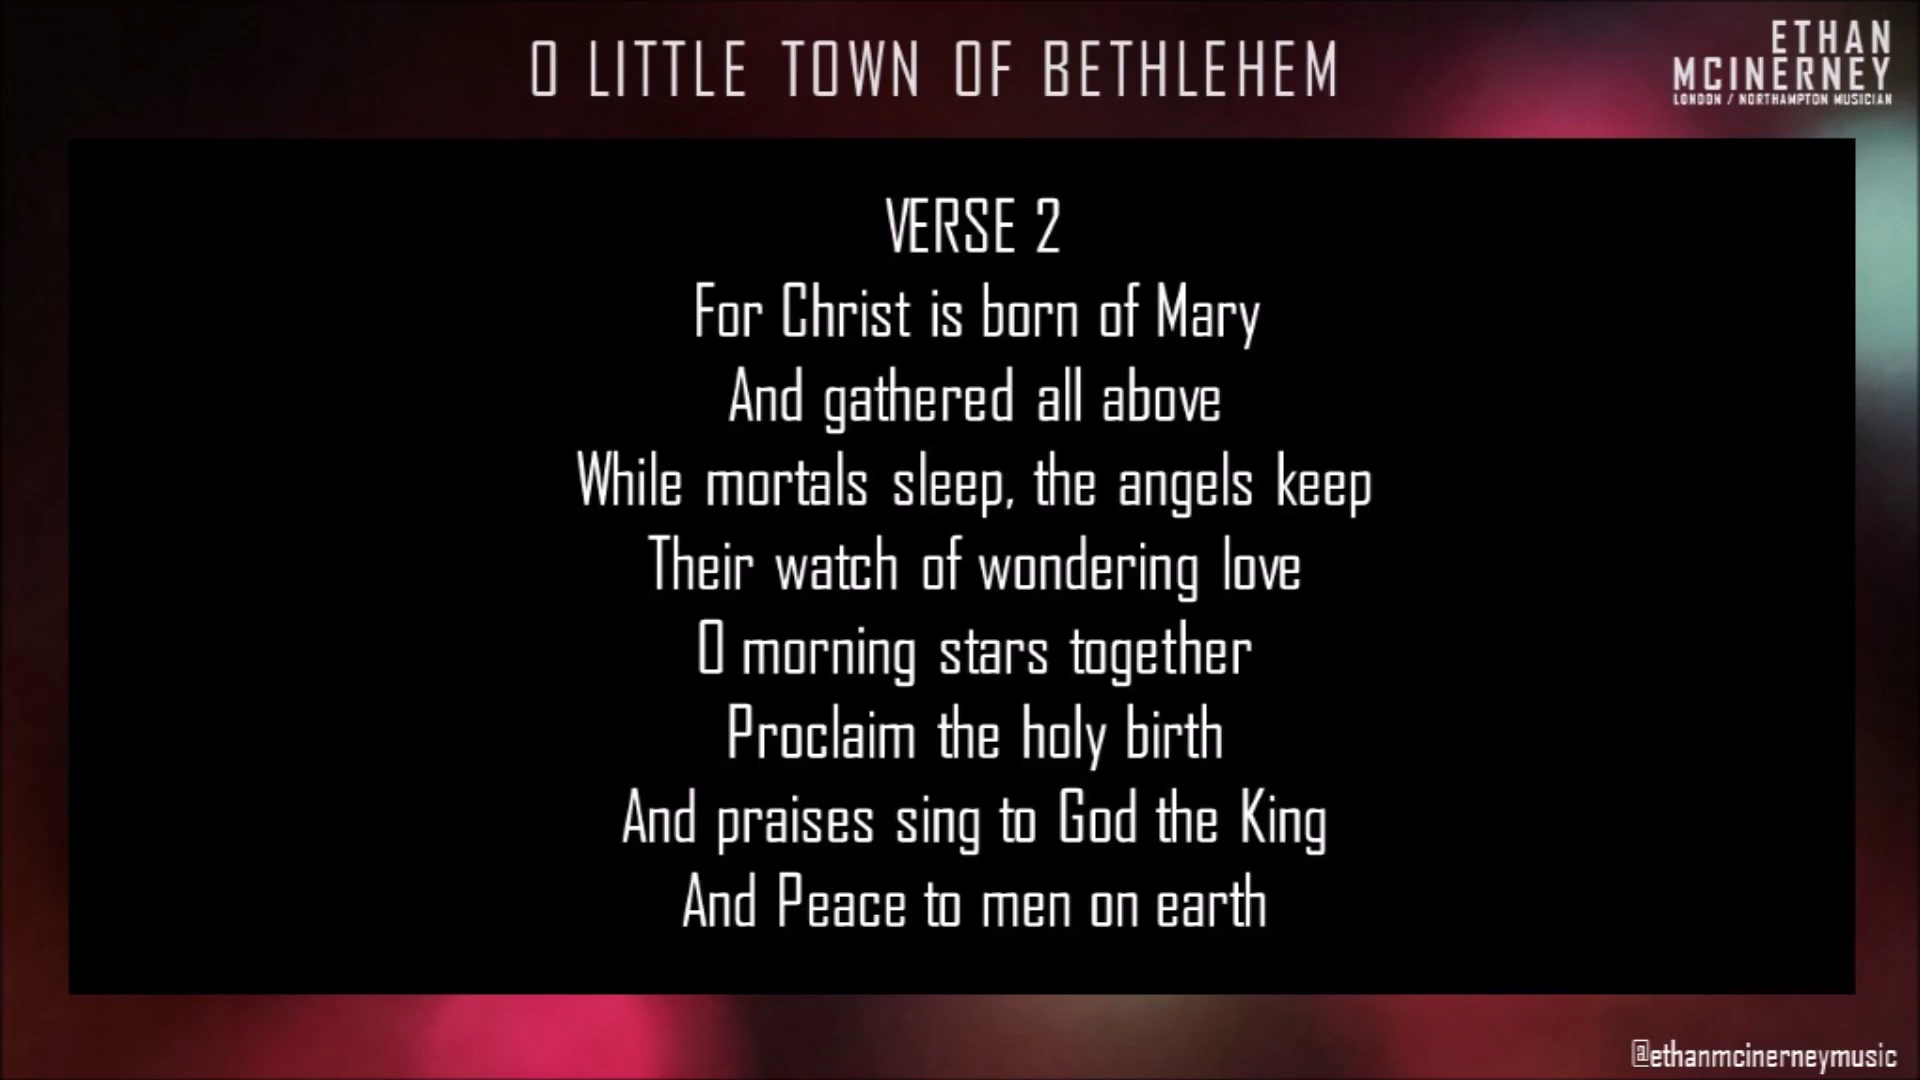 O LITTLE TOWN OF BETHLEHEM
ETHAN
MCINERNEY
LONDON / NORTHAMPTON MUSICIAN
VERSE 2
For Christ is born of Mary
And gathered all above
While mortals sleep, the angels keep
Their watch of wondering love
O morning stars together
Proclaim the holy birth
And praises sing to God the King
And Peace to men on earth
@ethanmcinerneymusic